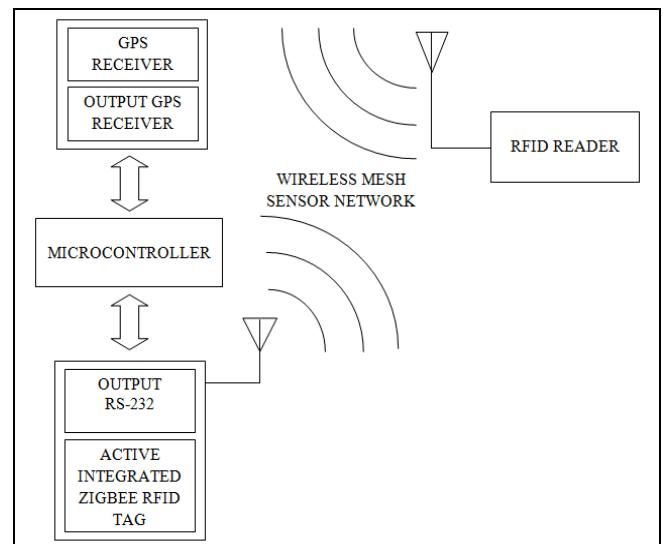 GPS
RECEIVER
OUTPUT GPS
RECEIVER
RFID READER
WIRELESS MESH
SENSOR NETWORK
MICROCONTROLLER
OUTPUT
RS-232
ACTIVE
INTEGRATED
ZIGBEE RFID
TAG